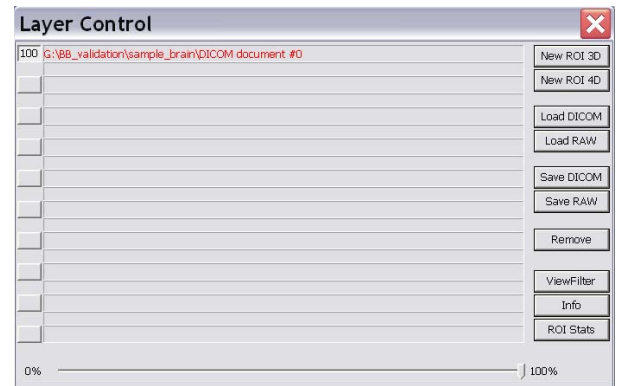 Layer Control
100 G:\BB_validation\sample_brain\DICOM document #0
New ROI 3D
New ROI 4D
Load DICOM
Load RAW
Save DICOM
Save RAW
Remove
ViewFilter
Info
ROI Stats
0% 100%